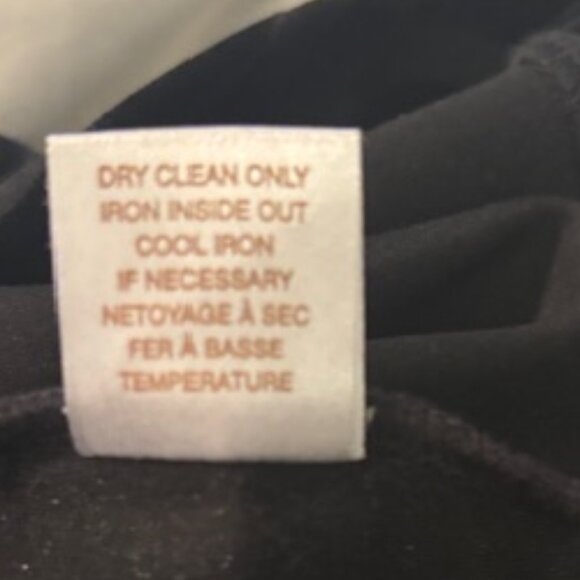 DRY CLEAN ONLY
IRON INSIDE OUT
COOL IRON
IF NECESSARY
NETOYAGE À SEC
FER À BASSE
TEMPERATURE